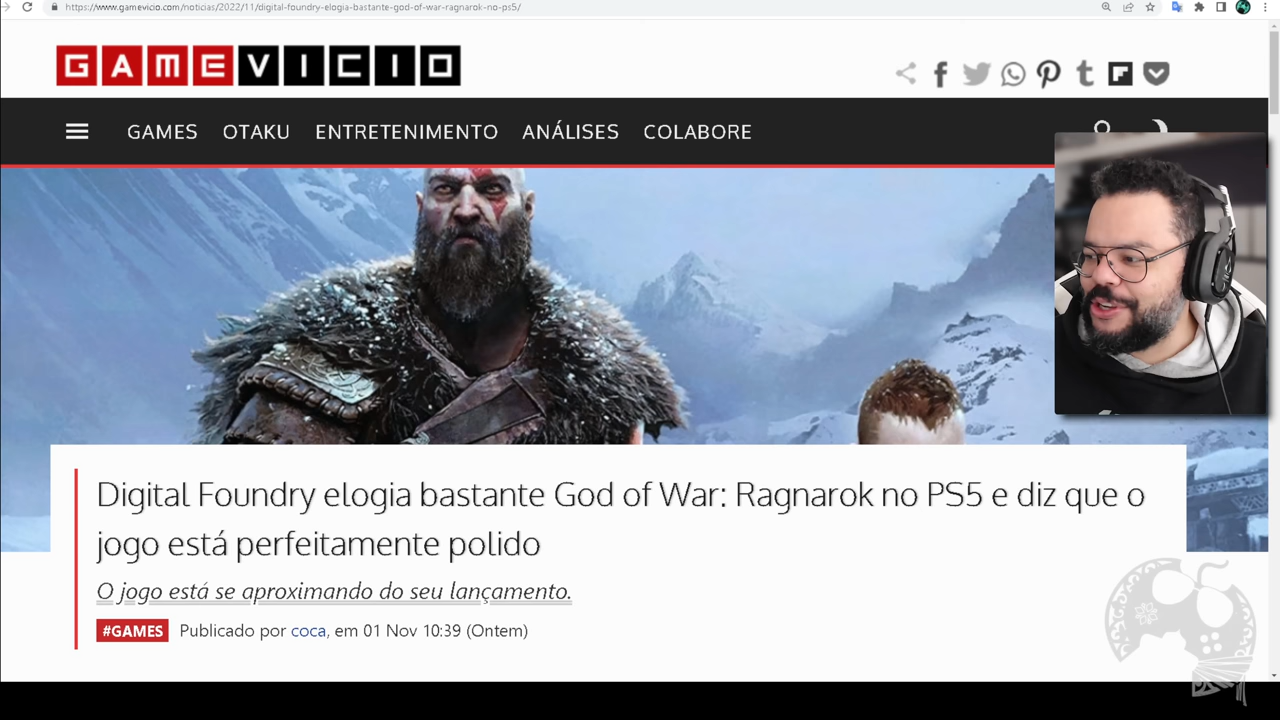 https://www.gamevicio.com/noticias/2022/11/digital-foundry-elogia-bastante-god-of-war-ragnarok-no-ps5/
GAMEVICIO
GAMES OTAKU ENTRETENIMENTO ANÁLISES COLABORE
Digital Foundry elogia bastante God of War: Ragnarok no PS5 e diz que o
jogo está perfeitamente polido
O jogo está se aproximando do seu lançamento.
#GAMES Publicado por coca, em 01 Nov 10:39 (Ontem)